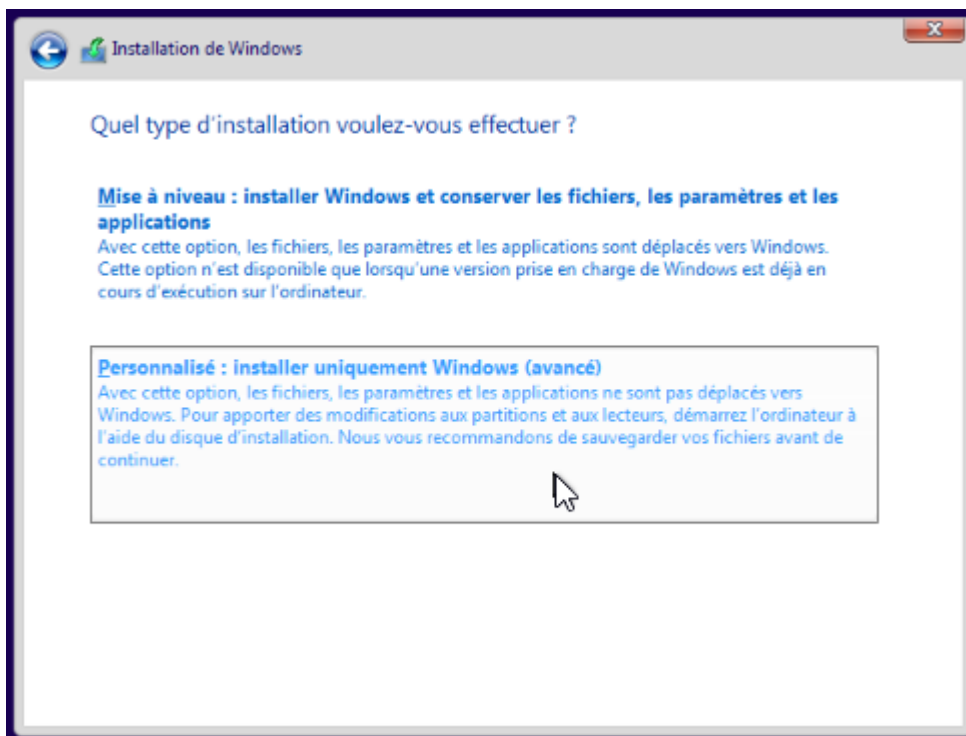 Installation de Windows
Quel type d'installation voulez-vous effectuer ?
Mise à niveau : installer Windows et conserver les fichiers, les paramètres et les
applications
Avec cette option, les fichiers, les paramètres et les applications sont déplacés vers Windows.
Cette option n'est disponible que lorsqu'une version prise en charge de Windows est déjà en
cours d'exécution sur l'ordinateur.
Personnalisé : installer uniquement Windows (avancé)
Avec cette option, les fichiers, les paramètres et les applications ne sont pas déplacés vers
Windows. Pour apporter des modifications aux partitions et aux lecteurs, démarrez l'ordinateur à
l'aide du disque d'installation. Nous vous recommandons de sauvegarder vos fichiers avant de
continuer.